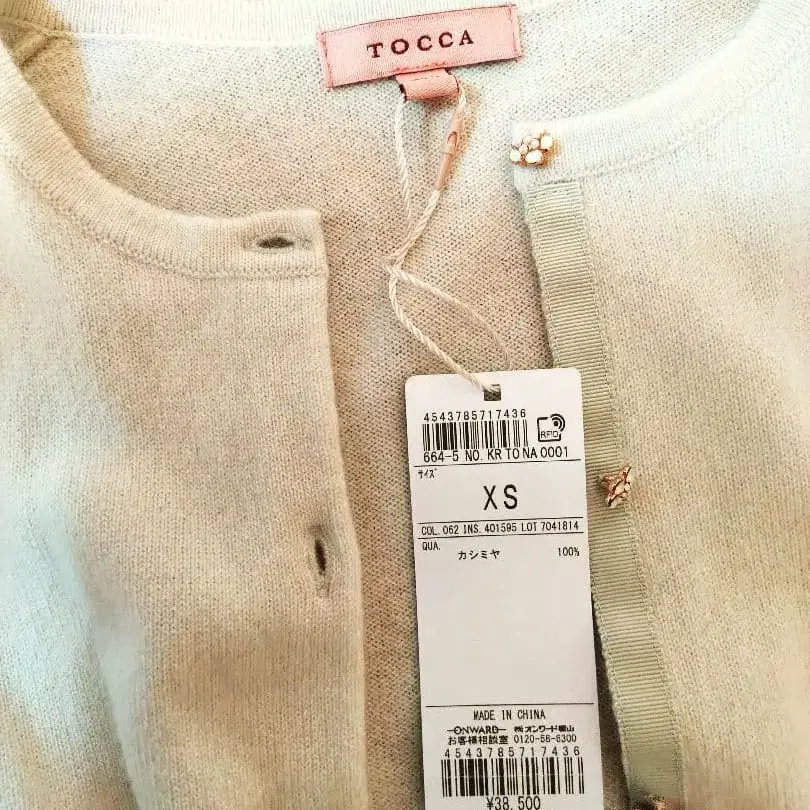 TOCCA
4543785717436
RFID
664-5 NO. KR TO NA 0001
サイズ
XS
COL. 062 INS. 401595 LOT 7041814
QUA.
カシミヤ 100%
MADE IN CHINA
ONWARD ㈱オンワード樫山
お客様相談室 0120-58-6300
4543785717436
¥38,500